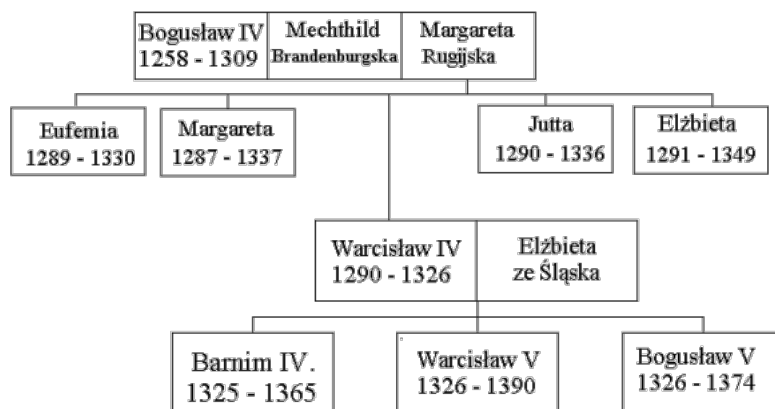 Bogusław IV
1258 - 1309
Mechthild
Brandenburgska
Margareta
Rugijska
Eufemia
1289 - 1330
Margareta
1287 - 1337
Jutta
1290 - 1336
Elżbieta
1291 - 1349
Warcisław IV
1290 - 1326
Elżbieta
ze Śląska
Barnim IV.
1325 - 1365
Warcisław V
1326 - 1390
Bogusław V
1326 - 1374